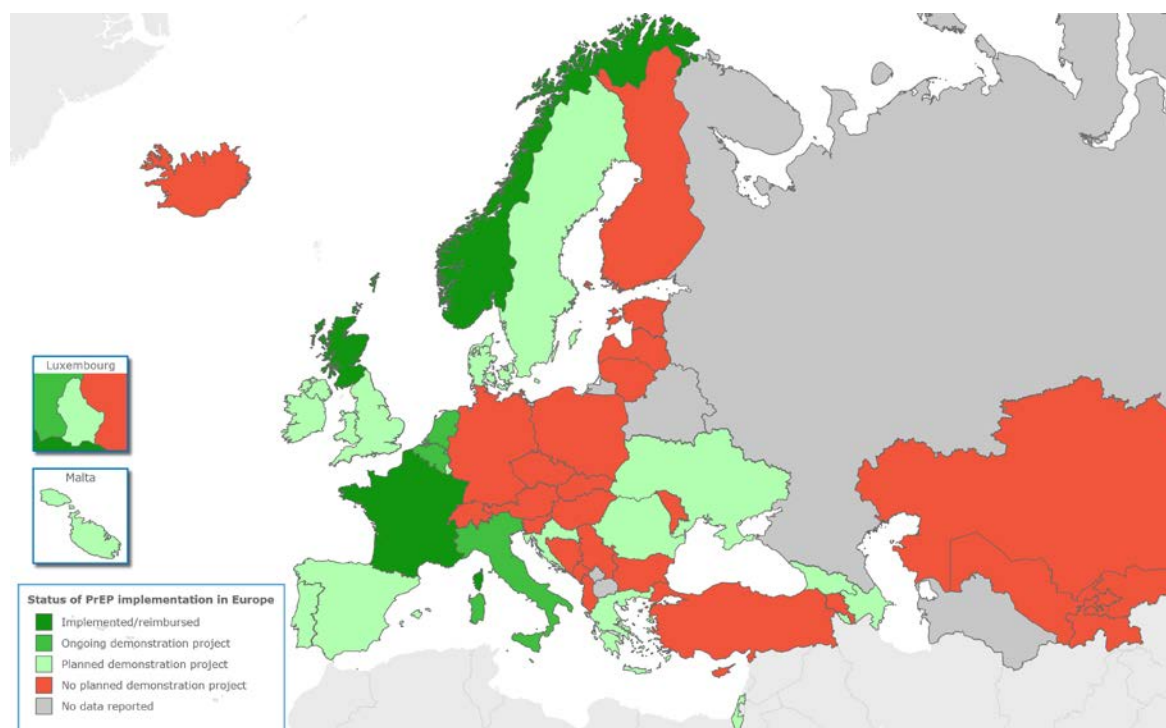 Luxembourg
Malta
Status of PrEP implementation in Europe
Implemented/reimbursed
Ongoing demonstration project
Planned demonstration project
No planned demonstration project
No data reported